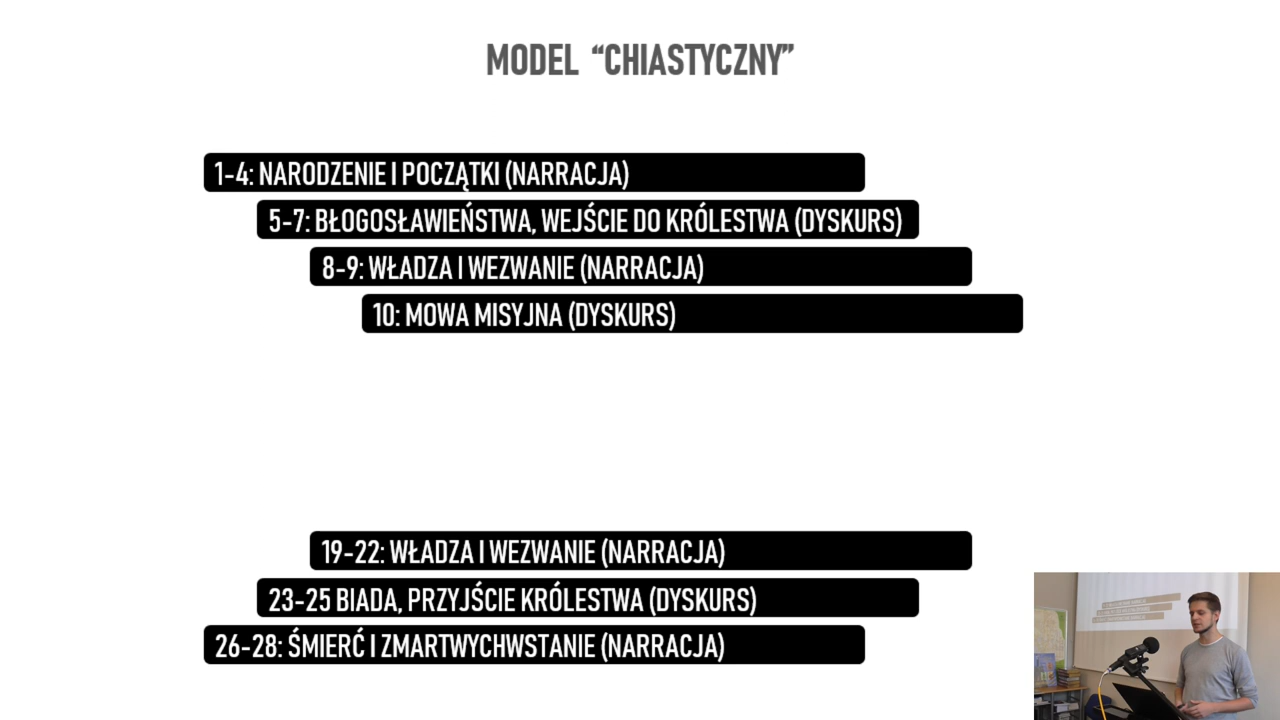 MODEL “CHIASTYCZNY”
1-4: NARODZENIE I POCZĄTKI (NARRACJA)
5-7: BŁOGOSŁAWIEŃSTWA, WEJŚCIE DO KRÓLESTWA (DYSKURS)
8-9: WŁADZA I WEZWANIE (NARRACJA)
10: MOWA MISYJNA (DYSKURS)
19-22: WŁADZA I WEZWANIE (NARRACJA)
23-25 BIADA, PRZYJŚCIE KRÓLESTWA (DYSKURS)
26-28: ŚMIERĆ I ZMARTWYCHWSTANIE (NARRACJA)